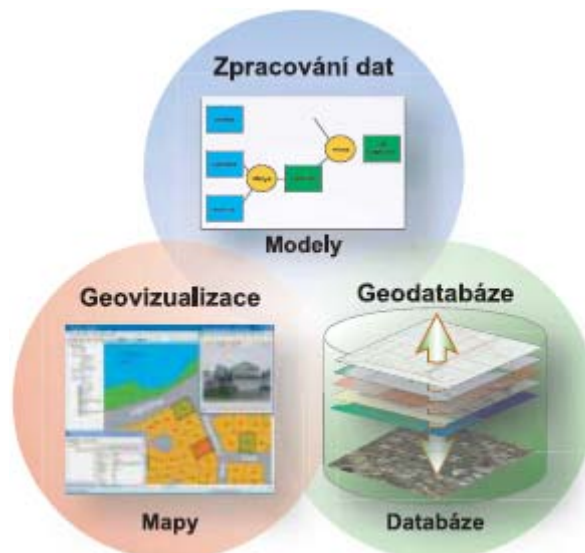 Zpracování dat
Modely
Geovizualizace
Mapy
Geodatabáze
Databáze